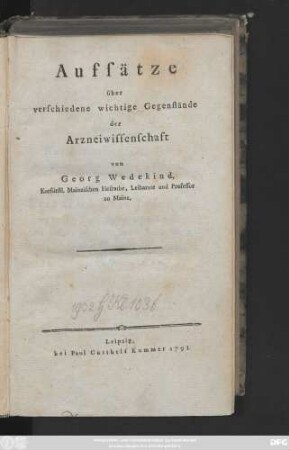 Auffätze
über
verschiedene wichtige Gegenstände
der
Arzneiwissenschaft
von
Georg Wedekind,
Kurfürstl. Mainzischen Hofrathe, Leibarzte und Professor
zu Mainz.
Leipzig,
bei Paul Gotthelf Kummer 1791.